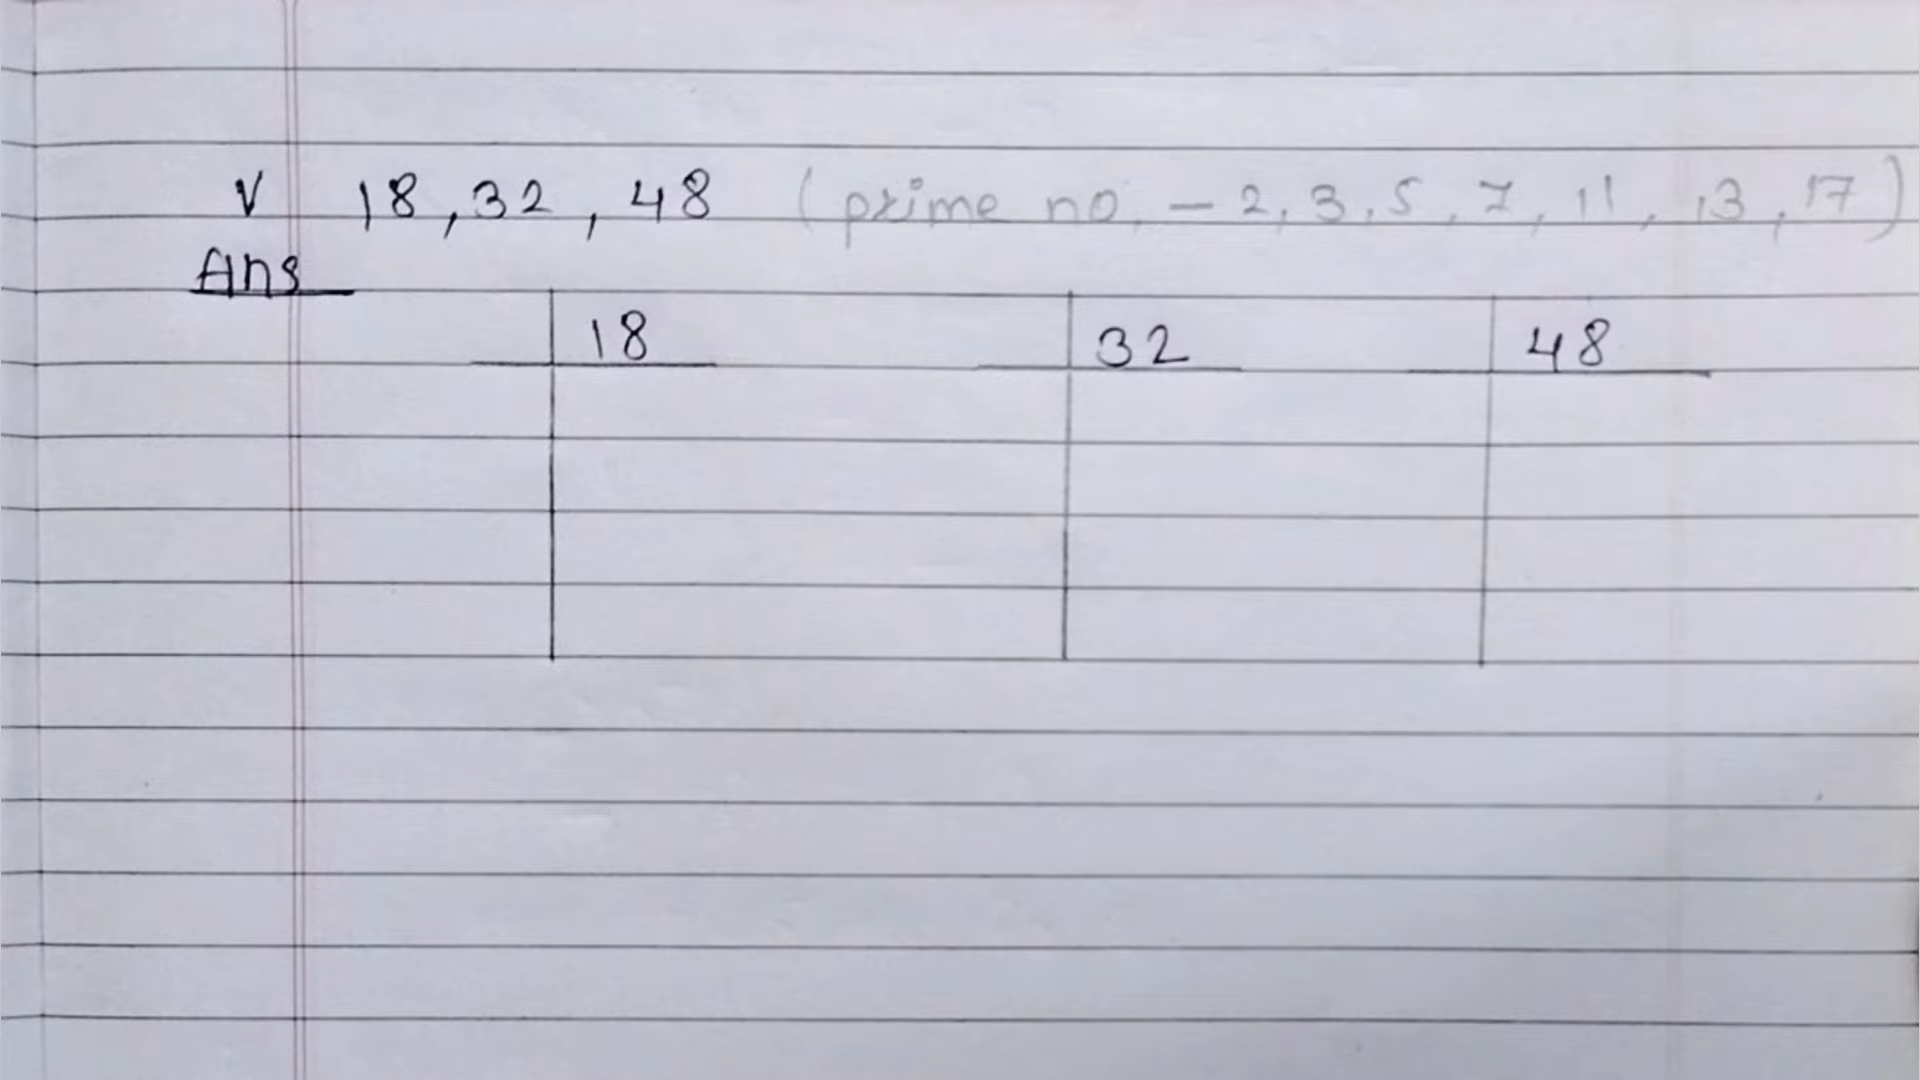 V 18, 32, 48 (prime no. – 2, 3, 5, 7, 11, 13, 17)
Ans
18 32 48